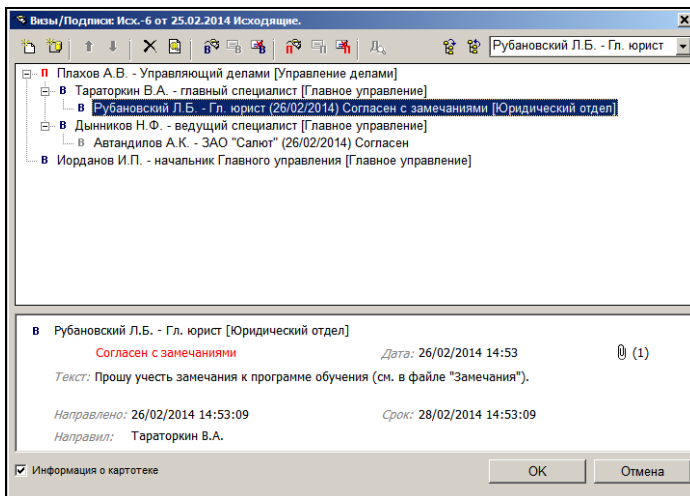 Визы/Подписи: Исх.-6 от 25.02.2014 Исходящие.
Рубановский Л.Б. - Гл. юрист
П Плахов А.В. - Управляющий делами [Управление делами]
В Тараторкин В.А. - главный специалист [Главное управление]
В Рубановский Л.Б. - Гл. юрист (26/02/2014) Согласен с замечаниями [Юридический отдел]
В Дынников Н.Ф. - ведущий специалист [Главное управление]
В Автандилов А.К. - ЗАО "Салют" (26/02/2014) Согласен
В Иорданов И.П. - начальник Главного управления [Главное управление]
В Рубановский Л.Б. - Гл. юрист [Юридический отдел]
Согласен с замечаниями Дата: 26/02/2014 14:53 (1)
Текст: Прошу учесть замечания к программе обучения (см. в файле "Замечания").
Направлено: 26/02/2014 14:53:09 Срок: 28/02/2014 14:53:09
Направил: Тараторкин В.А.
Информация о картотеке OK Отмена